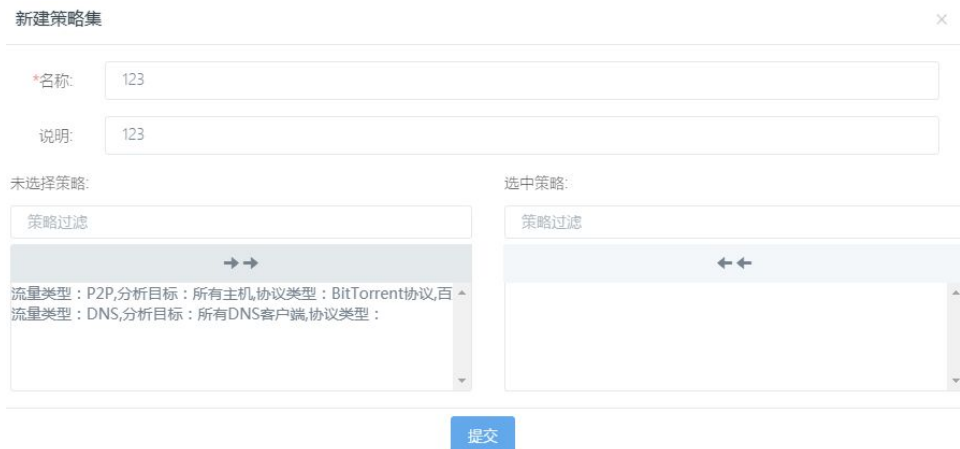 新建策略集
*名称: 123
说明: 123
未选择策略: 选中策略:
策略过滤 策略过滤
流量类型：P2P,分析目标：所有主机,协议类型：BitTorrent协议,百
流量类型：DNS,分析目标：所有DNS客户端,协议类型：
提交